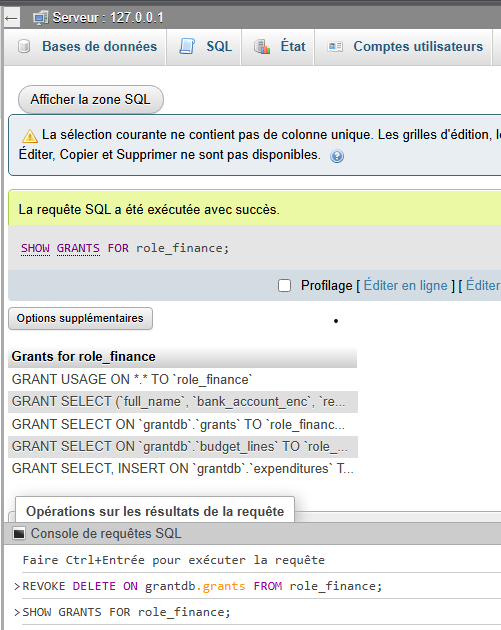 Serveur : 127.0.0.1
Bases de données SQL État Comptes utilisateurs
Afficher la zone SQL
La sélection courante ne contient pas de colonne unique. Les grilles d'édition, l
Éditer, Copier et Supprimer ne sont pas disponibles.
La requête SQL a été exécutée avec succès.
SHOW GRANTS FOR role_finance;
Profilage [ Éditer en ligne ] [ Éditer
Options supplémentaires
Grants for role_finance
GRANT USAGE ON *.* TO `role_finance`
GRANT SELECT (`full_name`, `bank_account_enc`, `re...
GRANT SELECT ON `grantdb`.`grants` TO `role_financ...
GRANT SELECT ON `grantdb`.`budget_lines` TO `role_...
GRANT SELECT, INSERT ON `grantdb`.`expenditures` T...
Opérations sur les résultats de la requête
Console de requêtes SQL
Faire Ctrl+Entrée pour exécuter la requête
>REVOKE DELETE ON grantdb.grants FROM role_finance;
>SHOW GRANTS FOR role_finance;